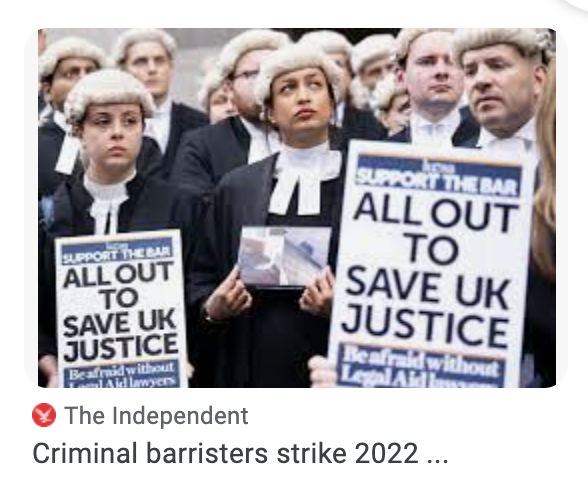 SUPPORT THE BAR
ALL OUT
TO
SAVE UK
JUSTICE
Be afraid without
Legal Aid lawyers
SUPPORT THE BAR
ALL OUT
TO
SAVE UK
JUSTICE
Be afraid without
Legal Aid
The Independent
Criminal barristers strike 2022 ...